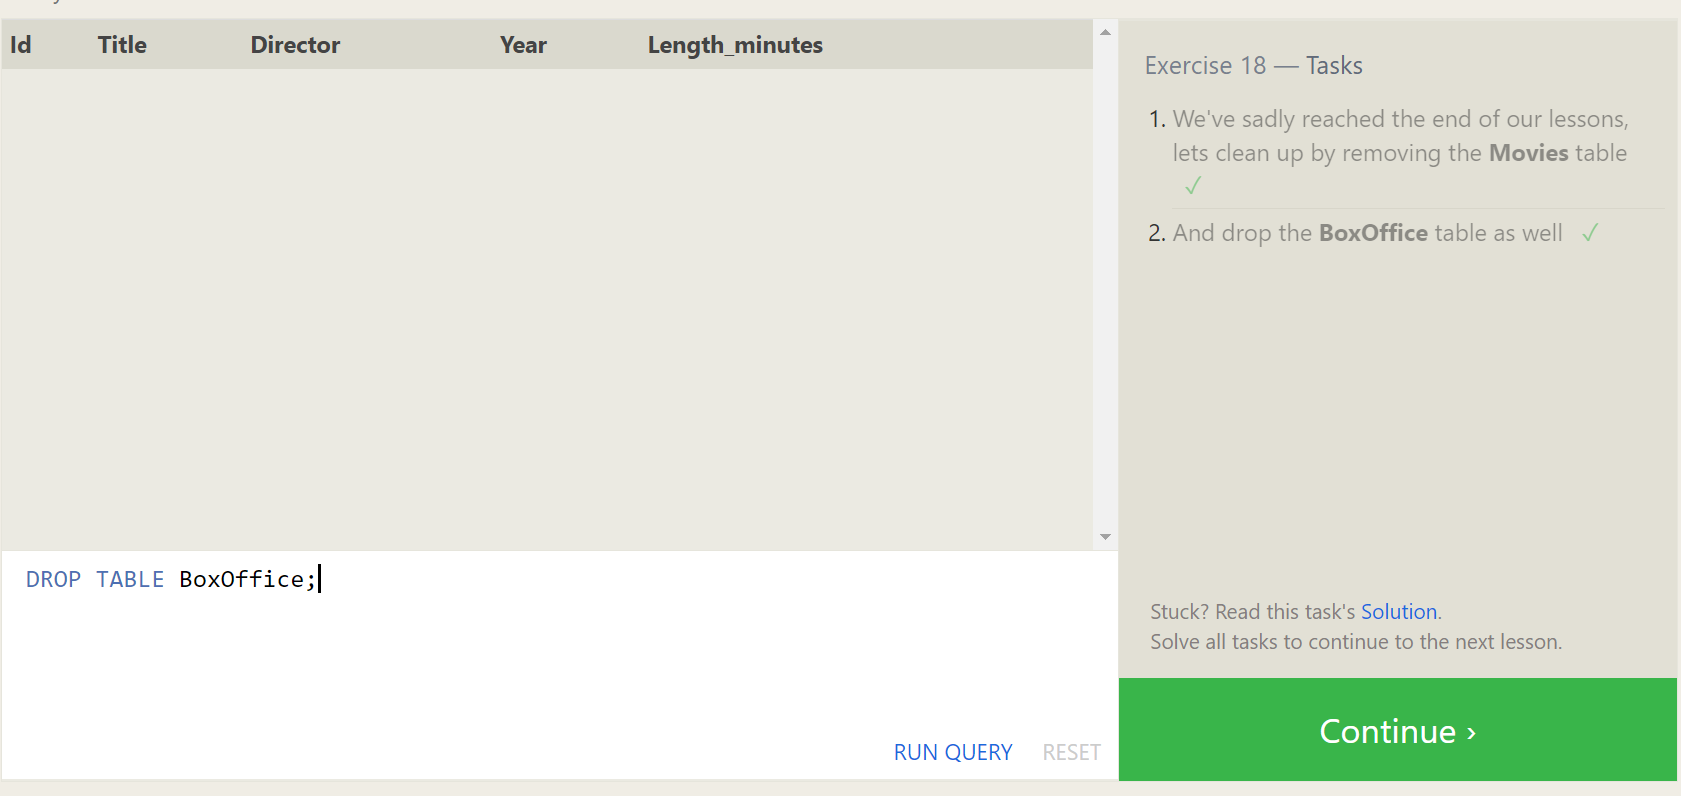 Id Title Director Year Length_minutes
Exercise 18 — Tasks
1. We've sadly reached the end of our lessons,
lets clean up by removing the Movies table
✓
2. And drop the BoxOffice table as well ✓
DROP TABLE BoxOffice;
RUN QUERY RESET
Stuck? Read this task's Solution.
Solve all tasks to continue to the next lesson.
Continue ›